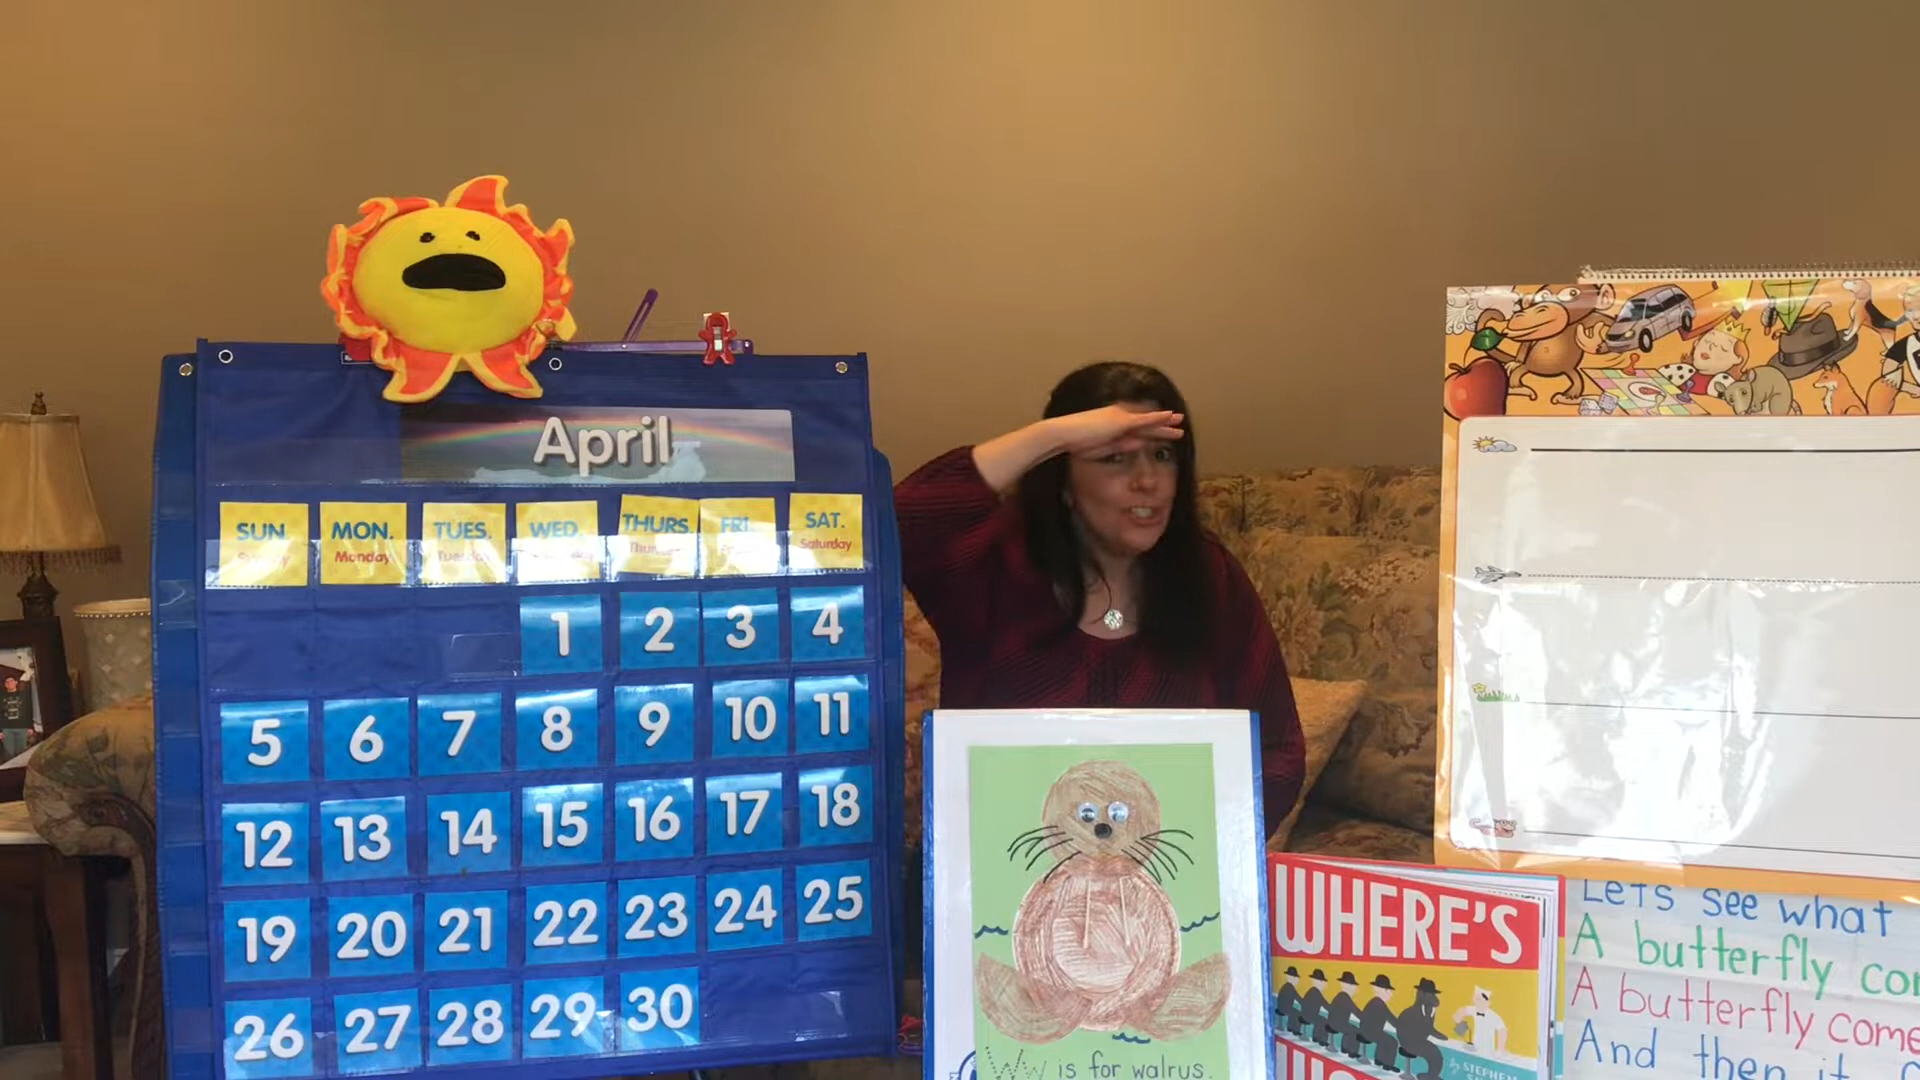 April
SUN. MON. TUES. WED. THURS. FRI. SAT.
Monday Saturday
1 2 3 4
5 6 7 8 9 10 11
12 13 14 15 16 17 18
19 20 21 22 23 24 25
26 27 28 29 30
Ww is for walrus.
WHERE'S
by STEPHEN
Lets see what
A butterfly
A butterfly come
And then it